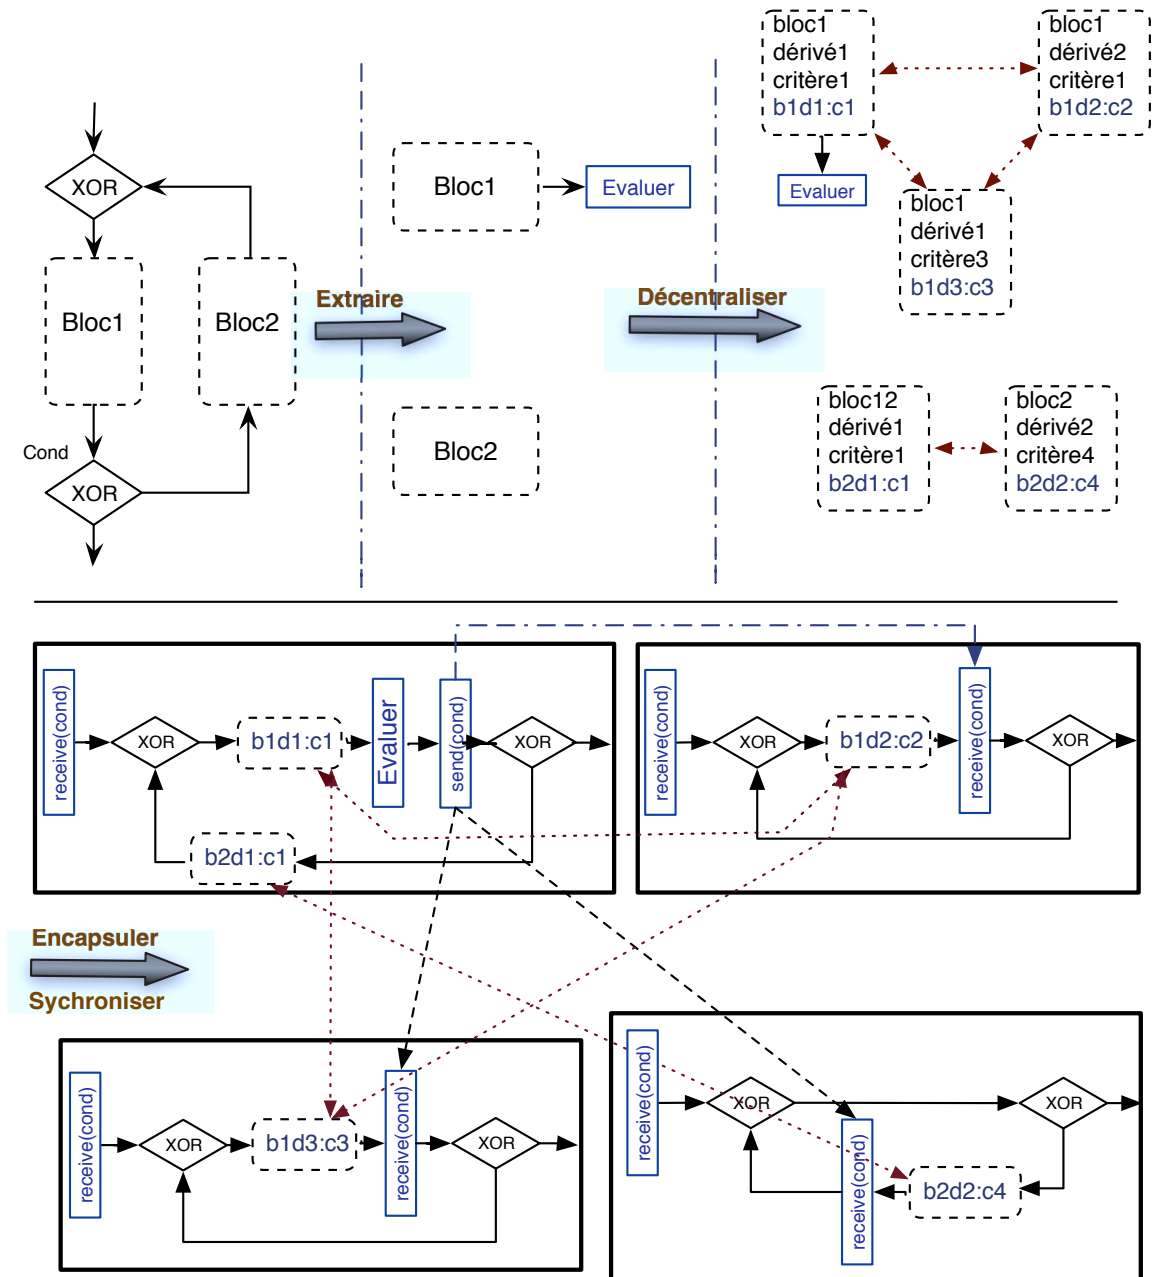 XOR
Bloc1
Bloc2
Cond
XOR
Extraire
Bloc1
Evaluer
Bloc2
Décentraliser
bloc1
dérivé1
critère1
b1d1:c1
Evaluer
bloc1
dérivé2
critère1
b1d2:c2
bloc1
dérivé1
critère3
b1d3:c3
bloc12
dérivé1
critère1
b2d1:c1
bloc2
dérivé2
critère4
b2d2:c4
receive(cond)
XOR
b1d1:c1
Evaluer
send(cond)
XOR
b2d1:c1
receive(cond)
XOR
b1d2:c2
receive(cond)
XOR
Encapsuler
Sychroniser
receive(cond)
XOR
b1d3:c3
receive(cond)
XOR
receive(cond)
XOR
receive(cond)
b2d2:c4
XOR